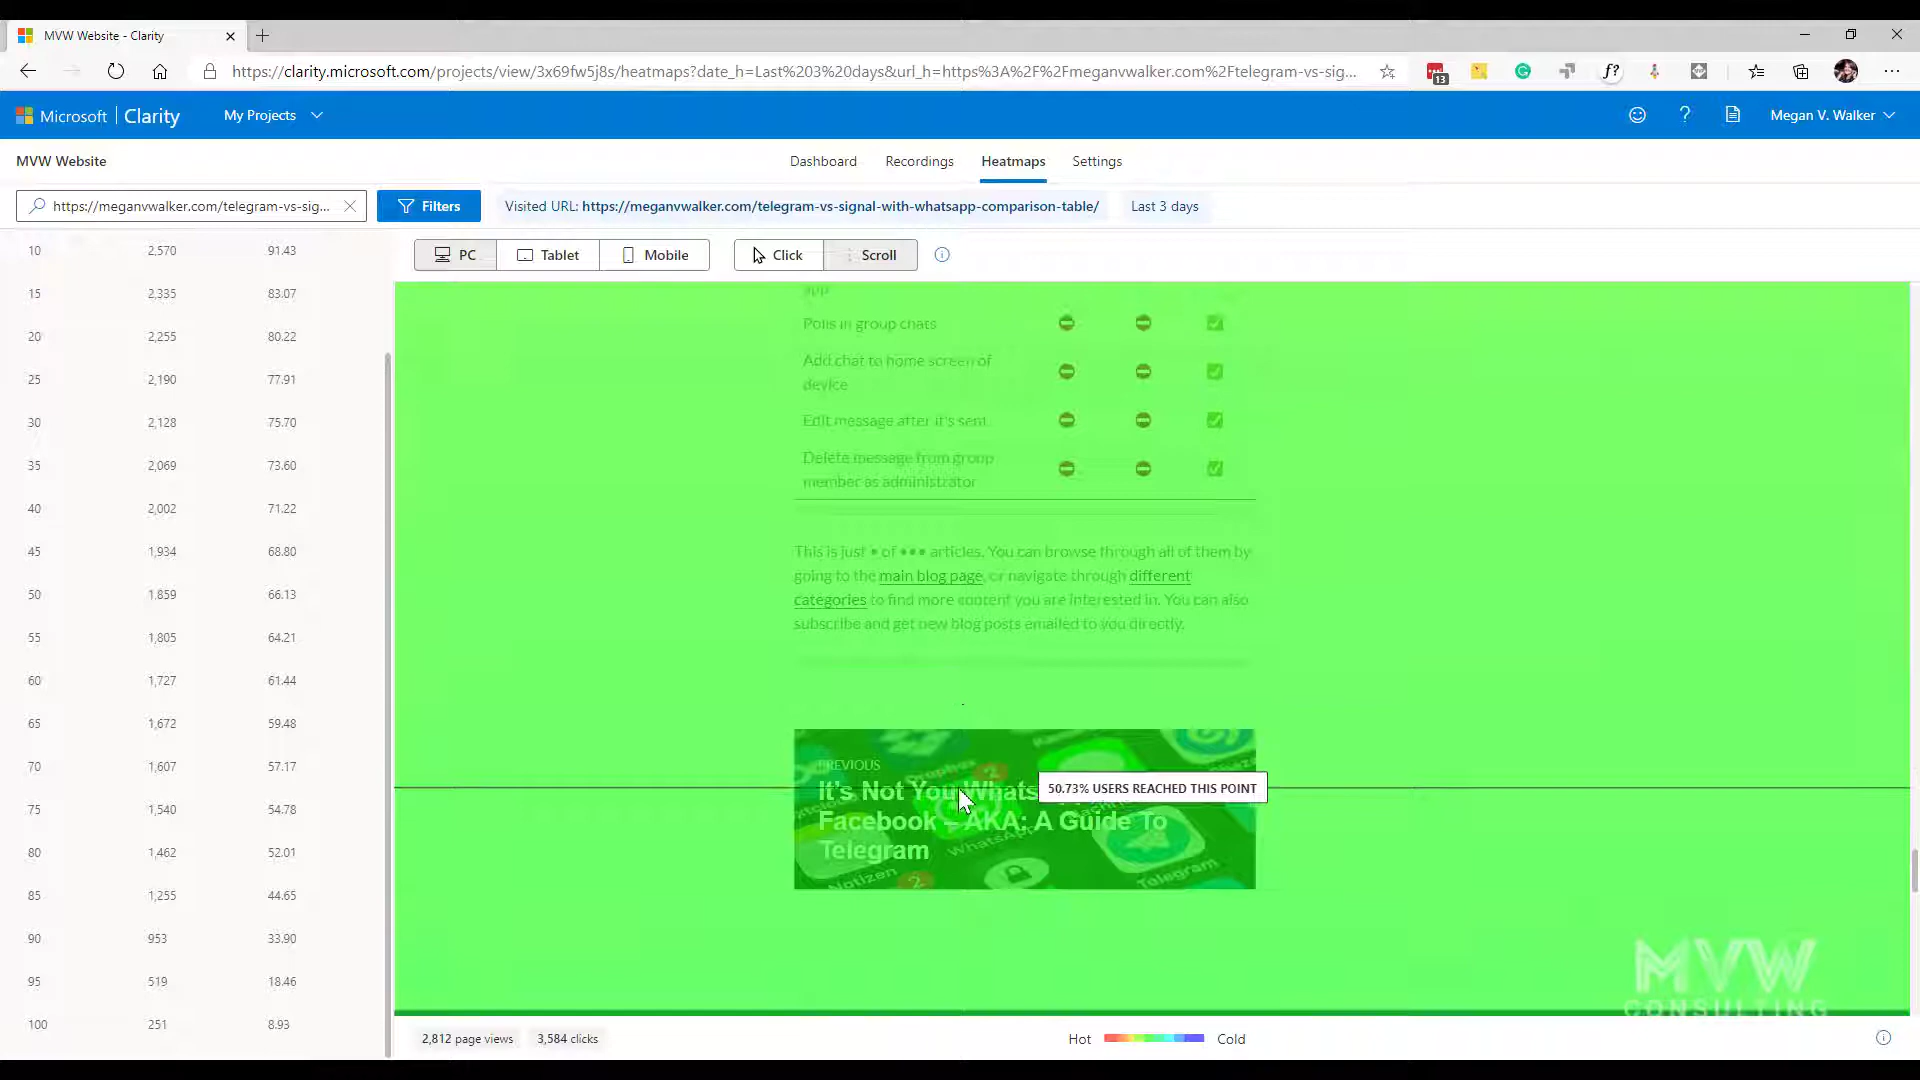 MVW Website - Clarity
https://clarity.microsoft.com/projects/view/3x69fw5j8s/heatmaps?date_h=Last%203%20days&url_h=https%3A%2F%2Fmeganvwalker.com%2Ftelegram-vs-sig...
13
f?
Microsoft | Clarity My Projects Megan V. Walker
MVW Website Dashboard Recordings Heatmaps Settings
https://meganvwalker.com/telegram-vs-sig... Filters Visited URL: https://meganvwalker.com/telegram-vs-signal-with-whatsapp-comparison-table/ Last 3 days
PC Tablet Mobile Click Scroll
10 2,570 91.43
15 2,335 83.07
20 2,255 80.22
25 2,190 77.91
30 2,128 75.70
35 2,069 73.60
40 2,002 71.22
45 1,934 68.80
50 1,859 66.13
55 1,805 64.21
60 1,727 61.44
65 1,672 59.48
70 1,607 57.17
75 1,540 54.78
80 1,462 52.01
85 1,255 44.65
90 953 33.90
95 519 18.46
100 251 8.93
app
Polls in group chats
Add chat to home screen of
device
Edit message after it's sent
Delete message from group
member as administrator
This is just • of ••• articles. You can browse through all of them by
going to the main blog page, or navigate through different
categories to find more content you are interested in. You can also
subscribe and get new blog posts emailed to you directly.
PREVIOUS
It's Not You Whats
50.73% USERS REACHED THIS POINT
Facebook – AKA: A Guide To
Telegram
Dropbox
2
WhatsApp
Notizen
2
Telegram
MVW
CONSULTING
2,812 page views 3,584 clicks Hot Cold